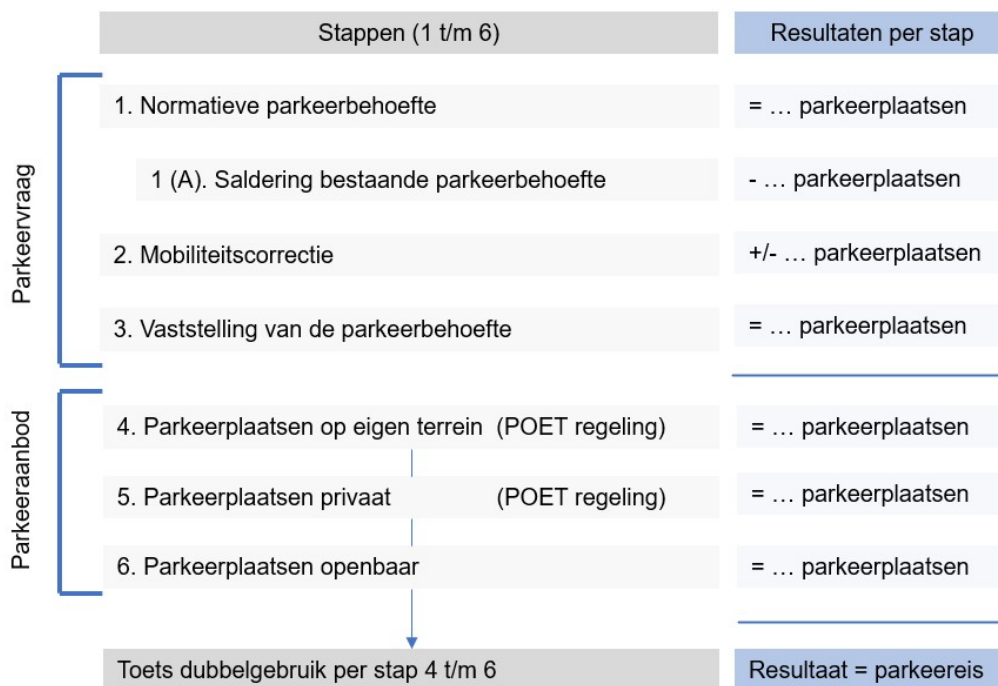 Stappen (1 t/m 6) Resultaten per stap
Parkeervraag
1. Normatieve parkeerbehoefte = … parkeerplaatsen
1 (A). Saldering bestaande parkeerbehoefte - … parkeerplaatsen
2. Mobiliteitscorrectie +/- … parkeerplaatsen
3. Vaststelling van de parkeerbehoefte = … parkeerplaatsen
Parkeeraanbod
4. Parkeerplaatsen op eigen terrein (POET regeling) = … parkeerplaatsen
5. Parkeerplaatsen privaat (POET regeling) = … parkeerplaatsen
6. Parkeerplaatsen openbaar = … parkeerplaatsen
Toets dubbelgebruik per stap 4 t/m 6 Resultaat = parkeereis